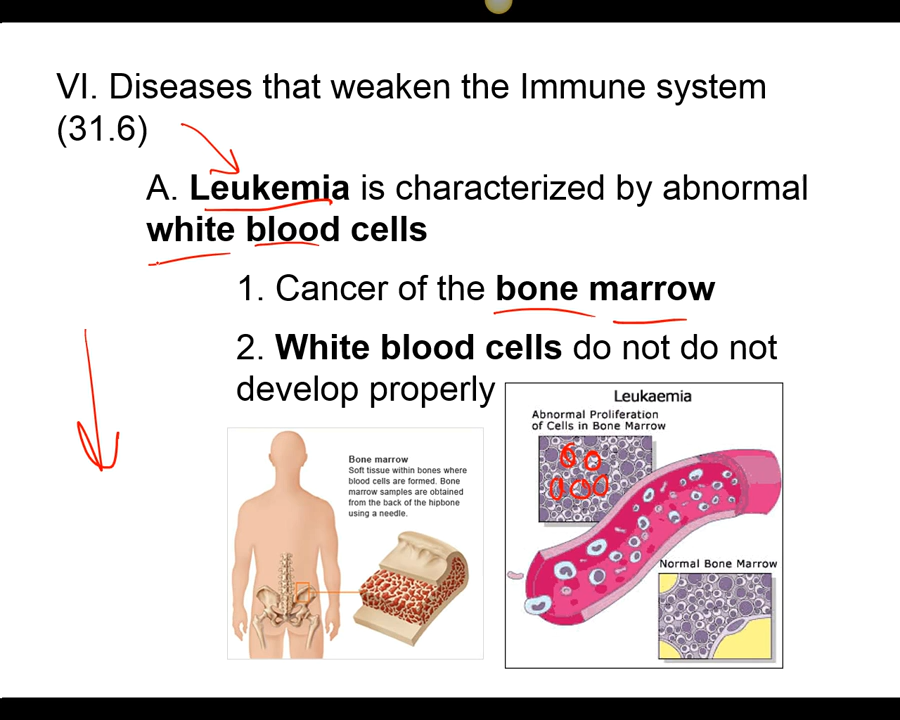 VI. Diseases that weaken the Immune system
(31.6)
A. Leukemia is characterized by abnormal
white blood cells
1. Cancer of the bone marrow
2. White blood cells do not do not
develop properly
Bone marrow
Soft tissue within bones where
blood cells are formed. Bone
marrow samples are obtained
from the back of the hipbone
using a needle.
Leukaemia
Abnormal Proliferation
of Cells in Bone Marrow
Normal Bone Marrow